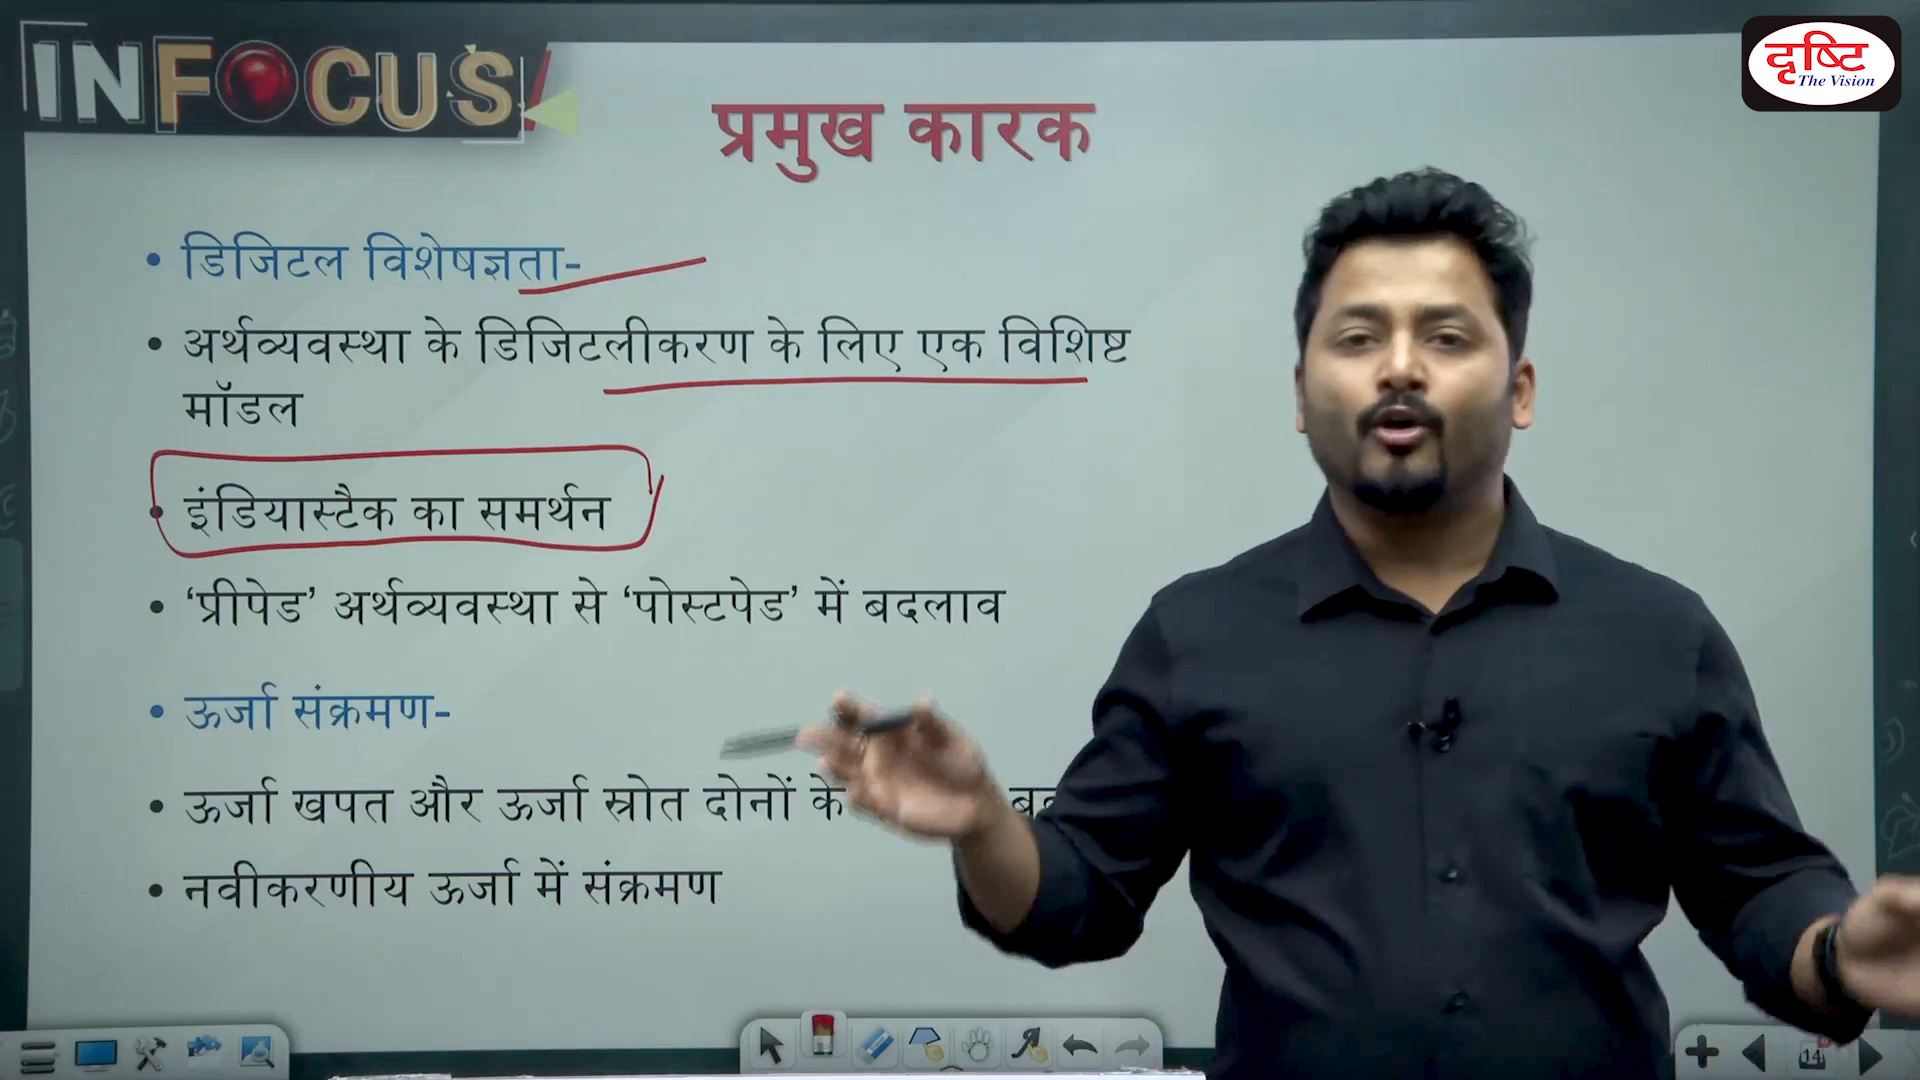 INFOCUS
दृष्टि
The Vision
प्रमुख कारक
• डिजिटल विशेषज्ञता-
• अर्थव्यवस्था के डिजिटलीकरण के लिए एक विशिष्ट
मॉडल
• इंडियास्टैक का समर्थन
• ‘प्रीपेड’ अर्थव्यवस्था से ‘पोस्टपेड’ में बदलाव
• ऊर्जा संक्रमण-
• ऊर्जा खपत और ऊर्जा स्रोत दोनों के
• नवीकरणीय ऊर्जा में संक्रमण
14